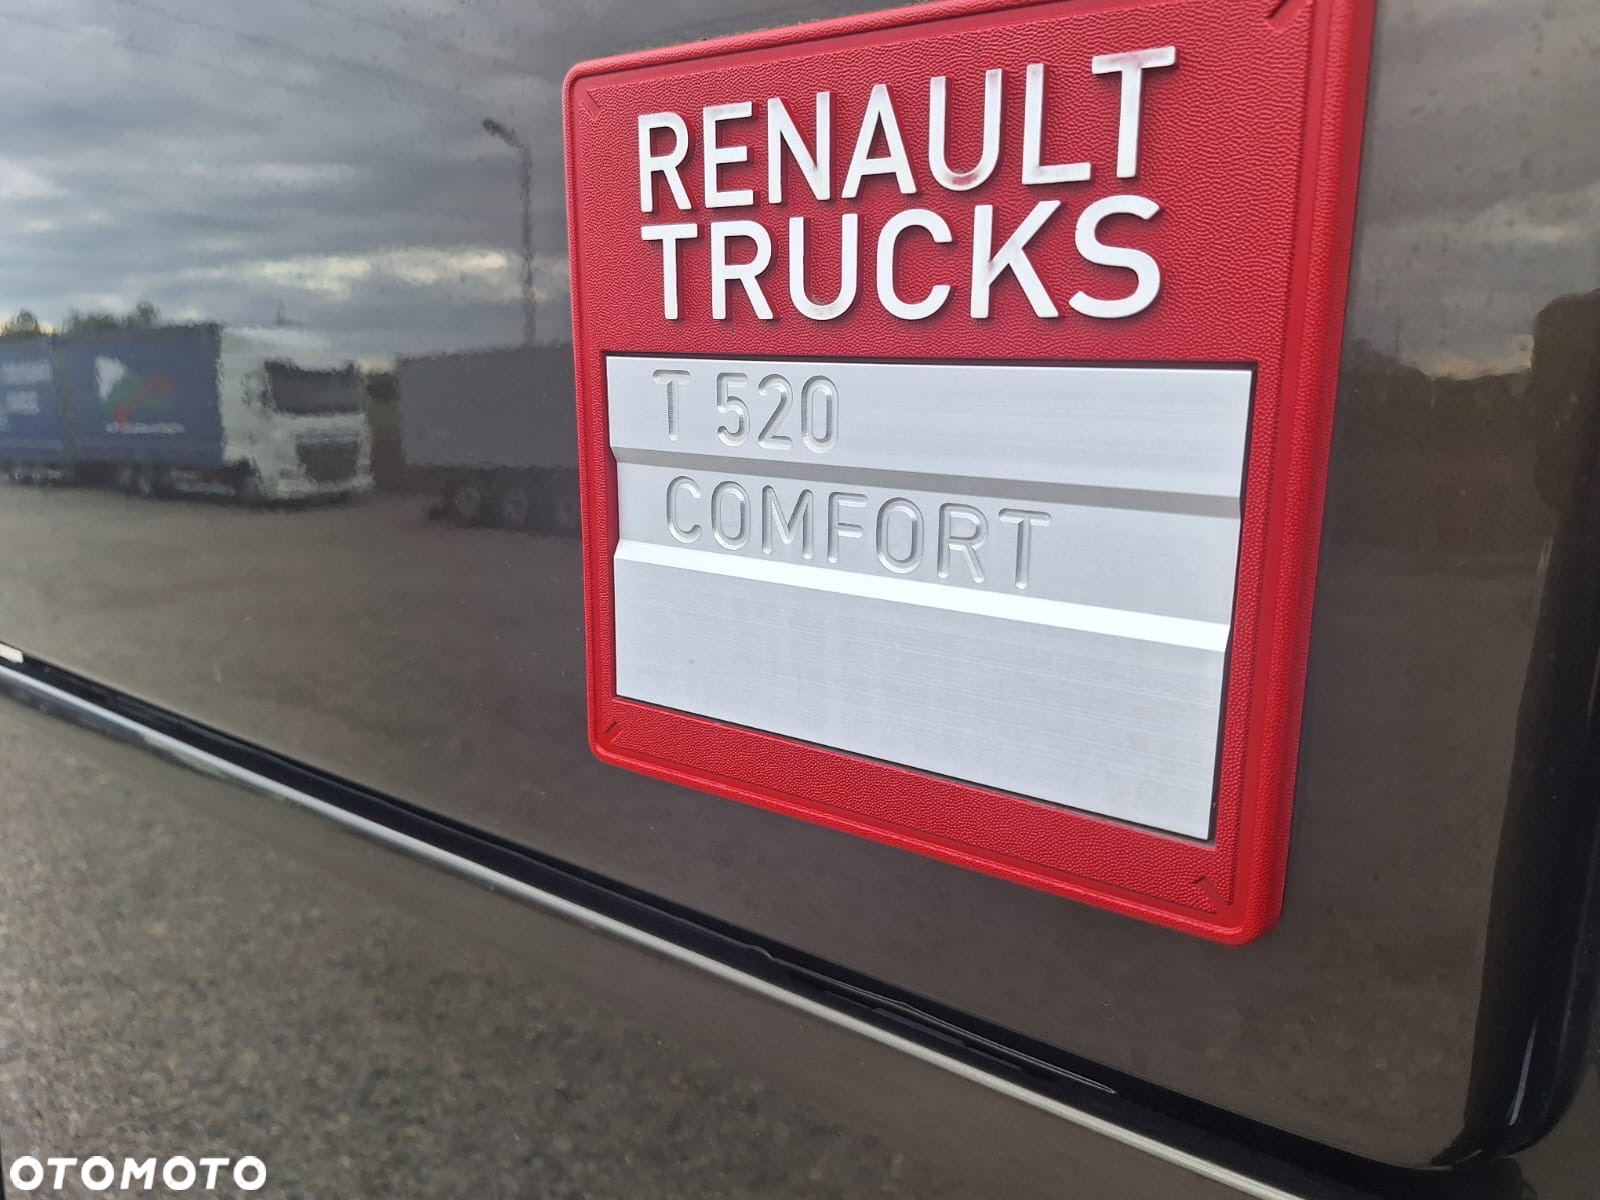 RENAULT
TRUCKS
T 520
COMFORT
OTOMOTO